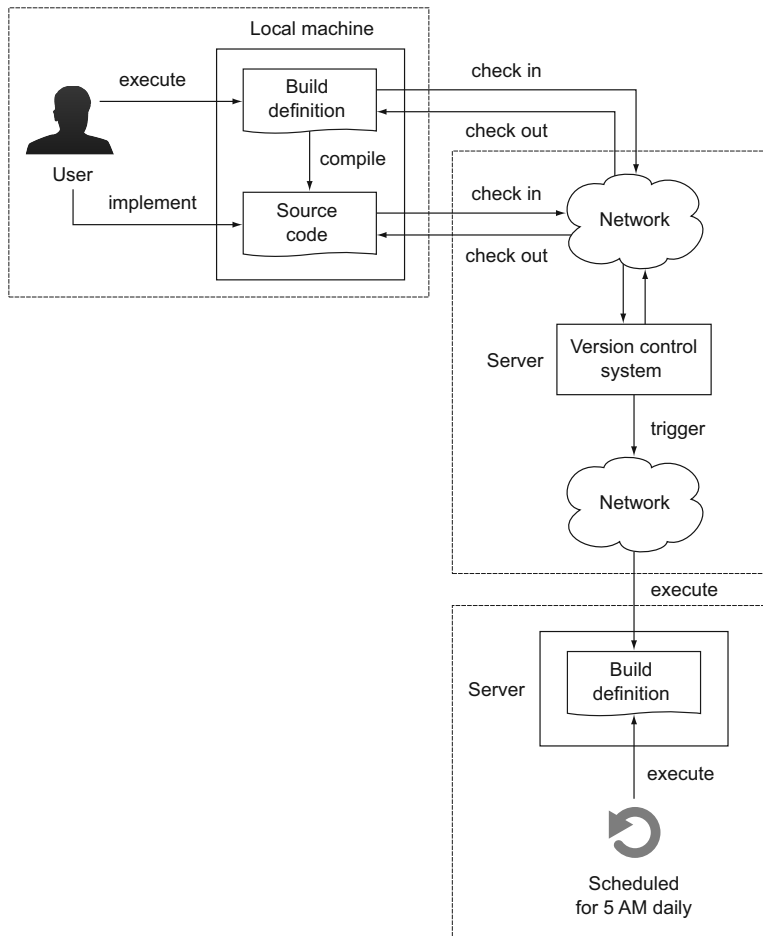 Local machine
execute
Build
definition
check in
check out
compile
User
implement
Source
code
check in
check out
Network
Server
Version control
system
trigger
Network
execute
Server
Build
definition
execute
Scheduled
for 5 AM daily